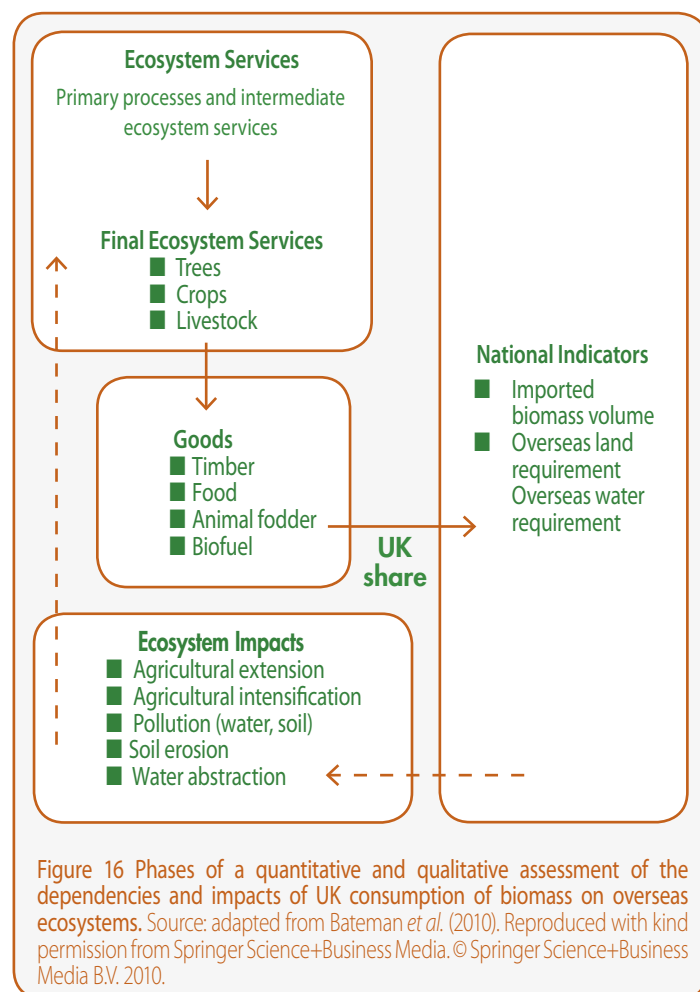 Ecosystem Services
Primary processes and intermediate
ecosystem services
Final Ecosystem Services
■ Trees
■ Crops
■ Livestock
Goods
■ Timber
■ Food
■ Animal fodder
■ Biofuel
UK
share
National Indicators
■ Imported
biomass volume
■ Overseas land
requirement
Overseas water
requirement
Ecosystem Impacts
■ Agricultural extension
■ Agricultural intensification
■ Pollution (water, soil)
■ Soil erosion
■ Water abstraction
Figure 16 Phases of a quantitative and qualitative assessment of the
dependencies and impacts of UK consumption of biomass on overseas
ecosystems. Source: adapted from Bateman et al. (2010). Reproduced with kind
permission from Springer Science+Business Media. © Springer Science+Business
Media B.V. 2010.